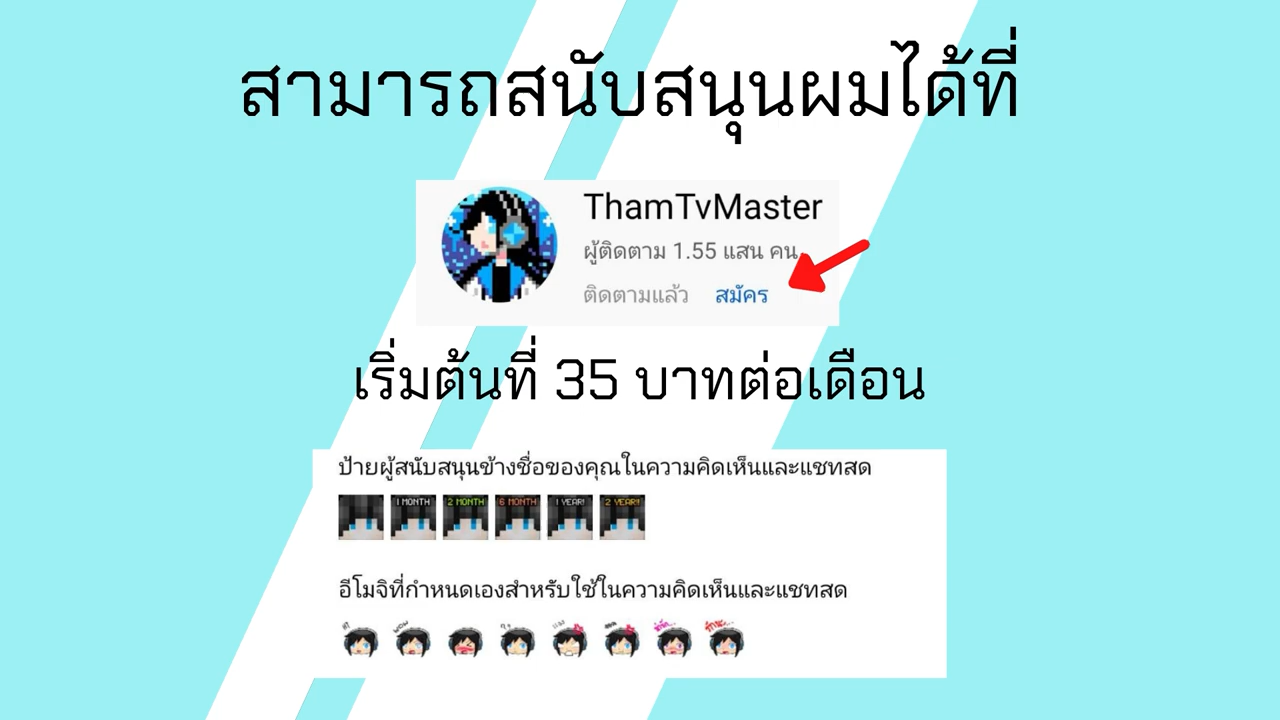 สามารถสนับสนุนผมได้ที่
ThamTvMaster
ผู้ติดตาม 1.55 แสน คน
ติดตามแล้ว สมัคร
เริ่มต้นที่ 35 บาทต่อเดือน
ป้ายผู้สนับสนุนข้างชื่อของคุณในความคิดเห็นและแชทสด
1 MONTH 2 MONTH 6 MONTH 1 YEAR! 2 YEAR!!
อีโมจิที่กำหนดเองสำหรับใช้ในความคิดเห็นและแชทสด